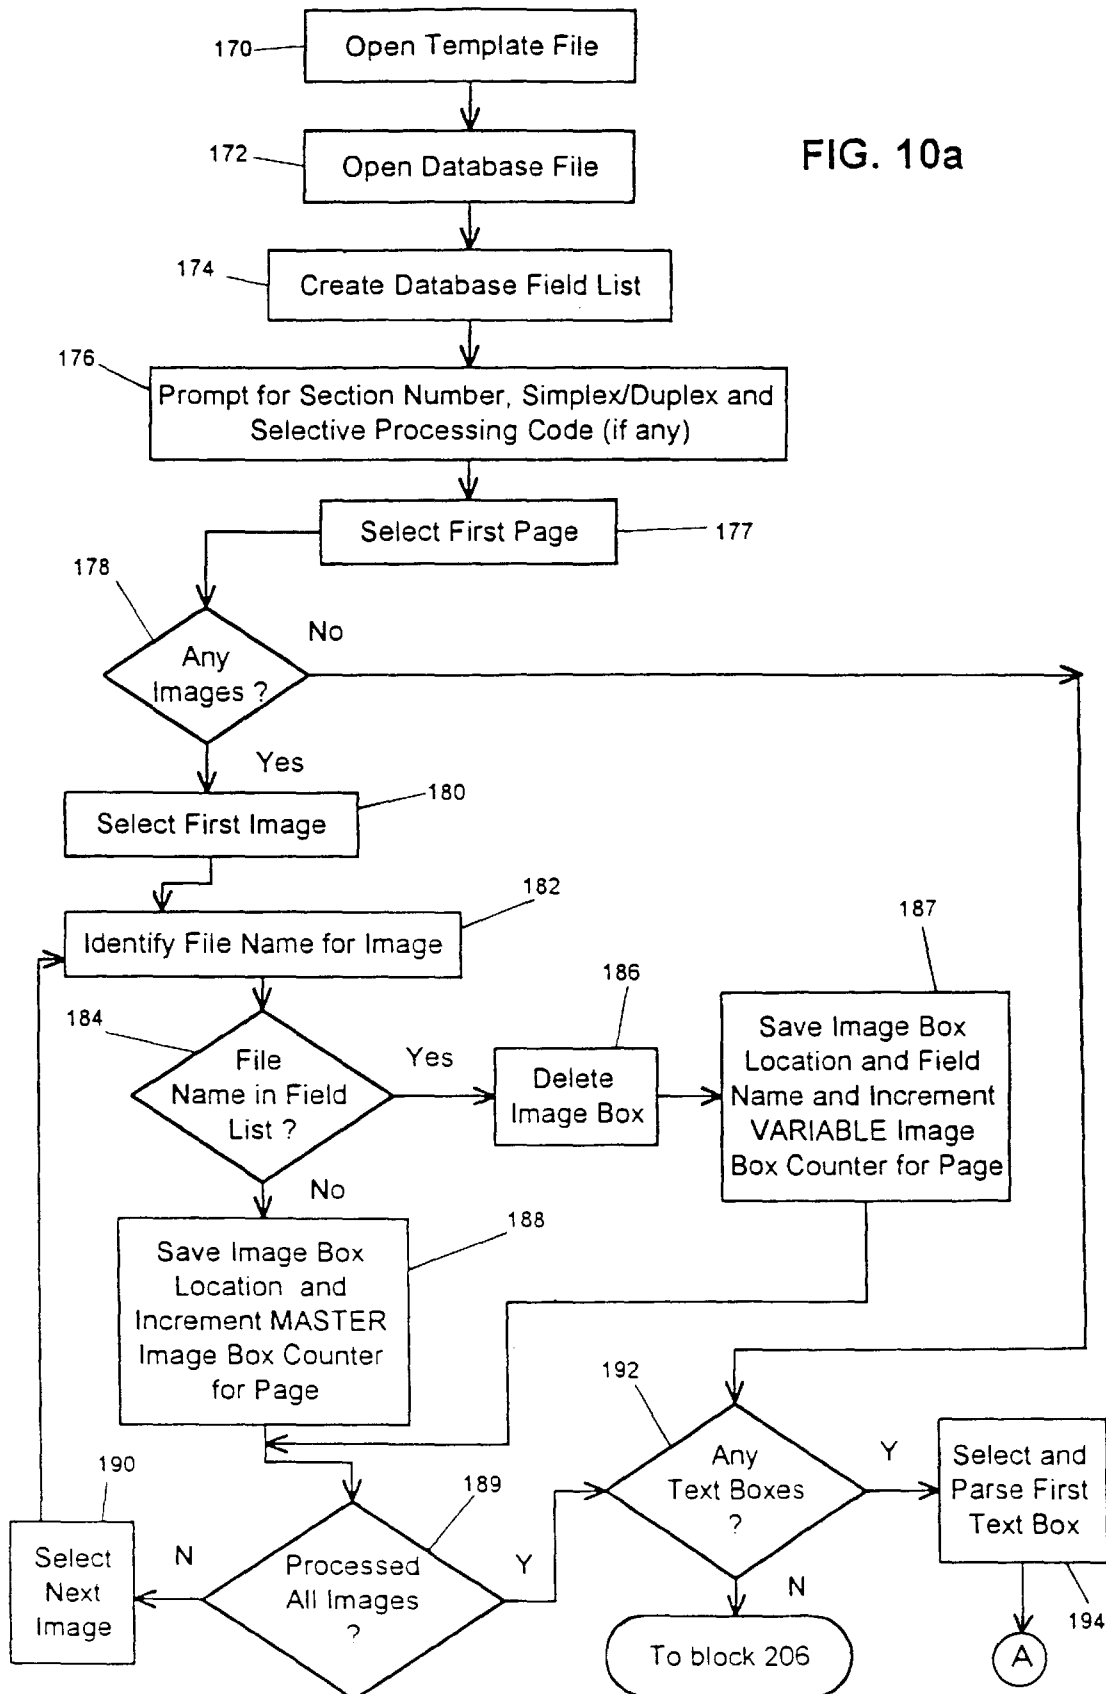 170
Open Template File
172
Open Database File
FIG. 10a
174
Create Database Field List
176
Prompt for Section Number, Simplex/Duplex and
Selective Processing Code (if any)
Select First Page
177
178
Any
Images ?
No
Yes
180
Select First Image
182
Identify File Name for Image
184
File
Name in Field
List ?
Yes
186
Delete
Image Box
187
Save Image Box
Location and Field
Name and Increment
VARIABLE Image
Box Counter for Page
No
188
Save Image Box
Location and
Increment MASTER
Image Box Counter
for Page
189
Processed
All Images
?
N
190
Select
Next
Image
Y
192
Any
Text Boxes
?
Y
Select and
Parse First
Text Box
194
A
N
To block 206